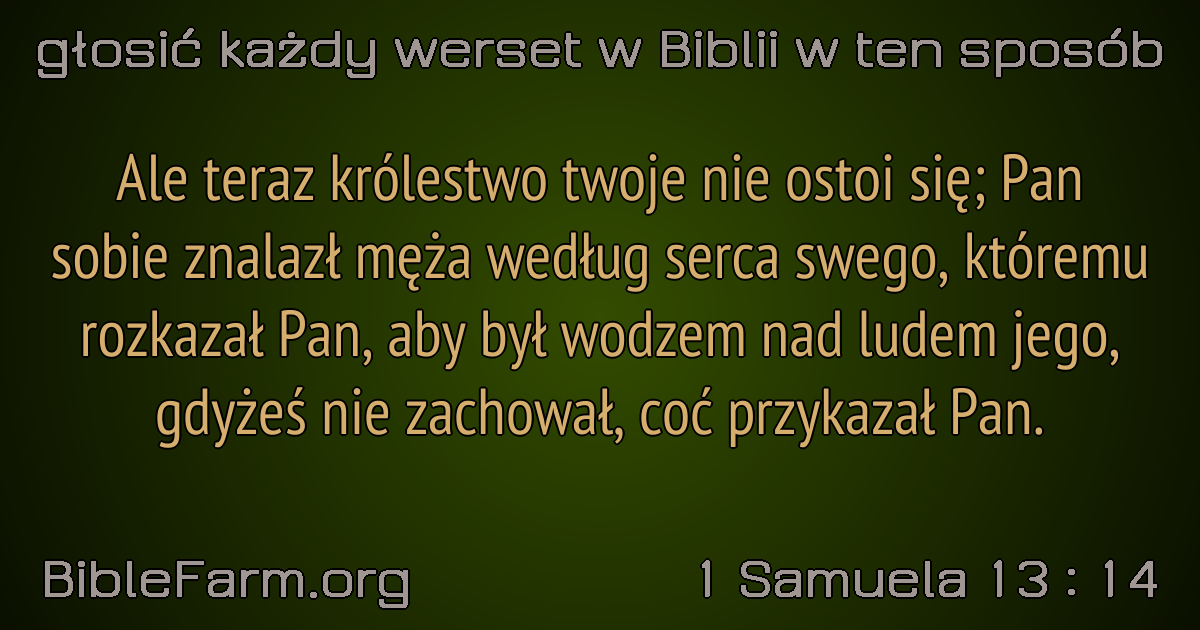 głosić każdy werset w Biblii w ten sposób
Ale teraz królestwo twoje nie ostoi się; Pan
sobie znalazł męża według serca swego, któremu
rozkazał Pan, aby był wodzem nad ludem jego,
gdyżeś nie zachował, coć przykazał Pan.
BibleFarm.org
1 Samuela 13 : 14